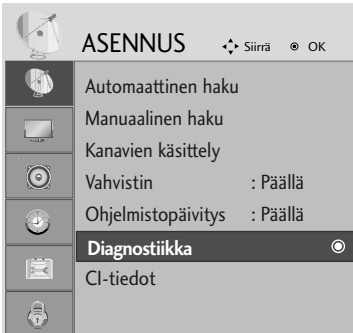 ASENNUS Siirrä OK
Automaattinen haku
Manuaalinen haku
Kanavien käsittely
Vahvistin : Päällä
Ohjelmistopäivitys : Päällä
Diagnostiikka
CI-tiedot